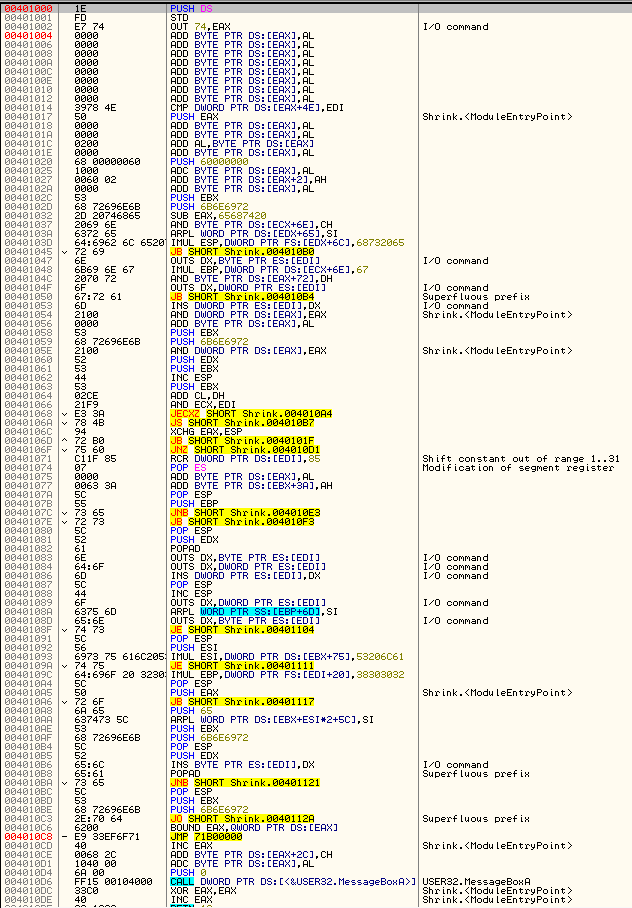 00401000 1E PUSH DS
00401001 FD STD
00401002 E7 74 OUT 74,EAX I/O command
00401004 0000 ADD BYTE PTR DS:[EAX],AL
00401006 0000 ADD BYTE PTR DS:[EAX],AL
00401008 0000 ADD BYTE PTR DS:[EAX],AL
0040100A 0000 ADD BYTE PTR DS:[EAX],AL
0040100C 0000 ADD BYTE PTR DS:[EAX],AL
0040100E 0000 ADD BYTE PTR DS:[EAX],AL
00401010 0000 ADD BYTE PTR DS:[EAX],AL
00401012 0000 ADD BYTE PTR DS:[EAX],AL
00401014 3978 4E CMP DWORD PTR DS:[EAX+4E],EDI
00401017 50 PUSH EAX Shrink.<ModuleEntryPoint>
00401018 0000 ADD BYTE PTR DS:[EAX],AL
0040101A 0000 ADD BYTE PTR DS:[EAX],AL
0040101C 0200 ADD AL,BYTE PTR DS:[EAX]
0040101E 0000 ADD BYTE PTR DS:[EAX],AL
00401020 68 00000060 PUSH 60000000
00401025 1000 ADC BYTE PTR DS:[EAX],AL
00401027 0060 02 ADD BYTE PTR DS:[EAX+2],AH
0040102A 0000 ADD BYTE PTR DS:[EAX],AL
0040102C 53 PUSH EBX
0040102D 68 72696E6B PUSH 6B6E6972
00401032 2D 20746865 SUB EAX,65687420
00401037 2069 6E AND BYTE PTR DS:[ECX+6E],CH
0040103A 6372 65 ARPL WORD PTR DS:[EDX+65],SI
0040103D 64:6962 6C 6520 IMUL ESP,DWORD PTR FS:[EDX+6C],68732065
00401045 72 69 JB SHORT Shrink.004010B0
00401047 6E OUTS DX,BYTE PTR ES:[EDI] I/O command
00401048 6B69 6E 67 IMUL EBP,DWORD PTR DS:[ECX+6E],67
0040104C 2070 72 AND BYTE PTR DS:[EAX+72],DH
0040104F 6F OUTS DX,DWORD PTR ES:[EDI] I/O command
00401050 67:72 61 JB SHORT Shrink.004010B4 Superfluous prefix
00401053 6D INS DWORD PTR ES:[EDI],DX I/O command
00401054 2100 AND DWORD PTR DS:[EAX],EAX Shrink.<ModuleEntryPoint>
00401056 0000 ADD BYTE PTR DS:[EAX],AL
00401058 53 PUSH EBX
00401059 68 72696E6B PUSH 6B6E6972
0040105E 2100 AND DWORD PTR DS:[EAX],EAX Shrink.<ModuleEntryPoint>
00401060 52 PUSH EDX
00401061 53 PUSH EBX
00401062 44 INC ESP
00401063 53 PUSH EBX
00401064 02CE ADD CL,DH
00401066 21F9 AND ECX,EDI
00401068 E3 3A JECXZ SHORT Shrink.004010A4
0040106A 78 4B JS SHORT Shrink.004010B7
0040106C 94 XCHG EAX,ESP
0040106D 72 B0 JB SHORT Shrink.0040101F
0040106F 75 60 JNZ SHORT Shrink.004010D1
00401071 C11F 85 RCR DWORD PTR DS:[EDI],85 Shift constant out of range 1..31
00401074 07 POP ES Modification of segment register
00401075 0000 ADD BYTE PTR DS:[EAX],AL
00401077 0063 3A ADD BYTE PTR DS:[EBX+3A],AH
0040107A 5C POP ESP
0040107B 55 PUSH EBP
0040107C 73 65 JNB SHORT Shrink.004010E3
0040107E 72 73 JB SHORT Shrink.004010F3
00401080 5C POP ESP
00401081 52 PUSH EDX
00401082 61 POPAD
00401083 6E OUTS DX,BYTE PTR ES:[EDI] I/O command
00401084 64:6F OUTS DX,DWORD PTR ES:[EDI] I/O command
00401086 6D INS DWORD PTR ES:[EDI],DX I/O command
00401087 5C POP ESP
00401088 44 INC ESP
00401089 6F OUTS DX,DWORD PTR ES:[EDI] I/O command
0040108A 6375 6D ARPL WORD PTR SS:[EBP+6D],SI
0040108D 65:6E OUTS DX,BYTE PTR ES:[EDI] I/O command
0040108F 74 73 JE SHORT Shrink.00401104
00401091 5C POP ESP
00401092 56 PUSH ESI
00401093 6973 75 616C205 IMUL ESI,DWORD PTR DS:[EBX+75],53206C61
0040109A 74 75 JE SHORT Shrink.00401111
0040109C 64:696F 20 3230 IMUL EBP,DWORD PTR FS:[EDI+20],38303032
004010A4 5C POP ESP
004010A5 50 PUSH EAX Shrink.<ModuleEntryPoint>
004010A6 72 6F JB SHORT Shrink.00401117
004010A8 6A 65 PUSH 65
004010AA 637473 5C ARPL WORD PTR DS:[EBX+ESI*2+5C],SI
004010AE 53 PUSH EBX
004010AF 68 72696E6B PUSH 6B6E6972
004010B4 5C POP ESP
004010B5 52 PUSH EDX
004010B6 65:6C INS BYTE PTR ES:[EDI],DX I/O command
004010B8 65:61 POPAD Superfluous prefix
004010BA 73 65 JNB SHORT Shrink.00401121
004010BC 5C POP ESP
004010BD 53 PUSH EBX
004010BE 68 72696E6B PUSH 6B6E6972
004010C3 2E:70 64 JO SHORT Shrink.0040112A Superfluous prefix
004010C6 6200 BOUND EAX,QWORD PTR DS:[EAX]
004010C8 E9 33EF6F71 JMP 71B00000
004010CD 40 INC EAX Shrink.<ModuleEntryPoint>
004010CE 0068 2C ADD BYTE PTR DS:[EAX+2C],CH
004010D1 1040 00 ADC BYTE PTR DS:[EAX],AL
004010D4 6A 00 PUSH 0
004010D6 FF15 00104000 CALL DWORD PTR DS:[<&USER32.MessageBoxA>] USER32.MessageBoxA
004010DC 33C0 XOR EAX,EAX Shrink.<ModuleEntryPoint>
004010DE 40 INC EAX Shrink.<ModuleEntryPoint>